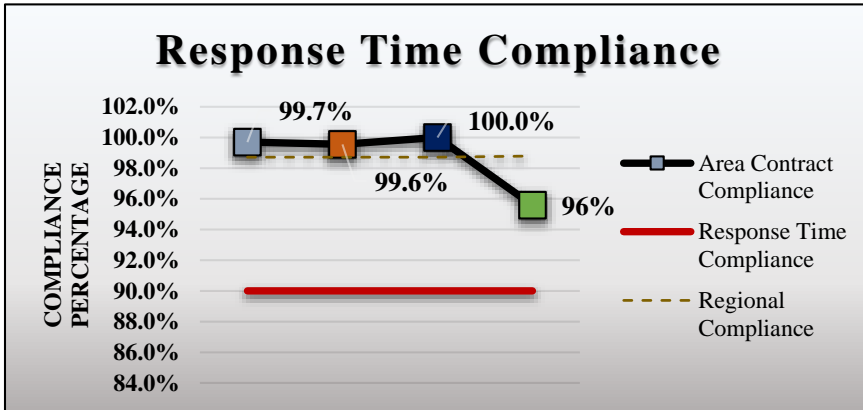 Response Time Compliance
102.0%
100.0%
98.0%
96.0%
94.0%
92.0%
90.0%
88.0%
86.0%
84.0%
COMPLIANCE
PERCENTAGE
99.7%
99.6%
100.0%
96%
Area Contract
Compliance
Response Time
Compliance
Regional
Compliance